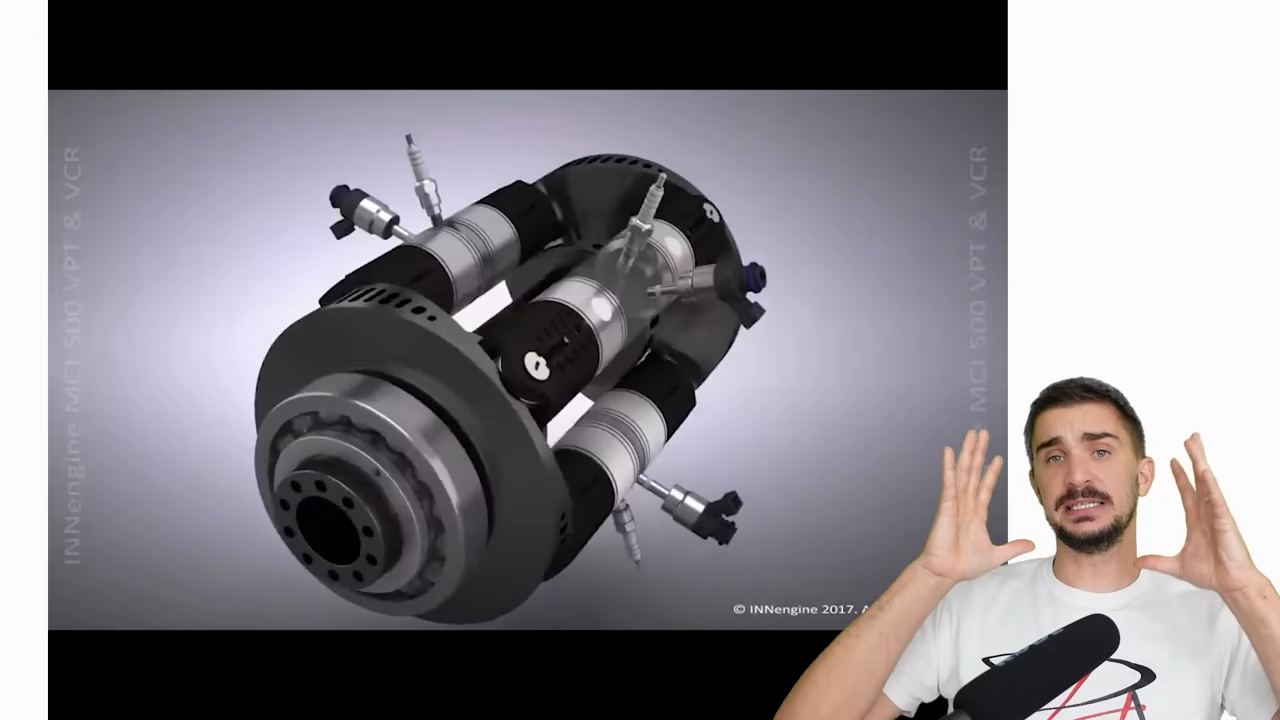 INNengine MCI 500 VPT & VCR
MCI 500 VPT & VCR
© INNengine 2017. A